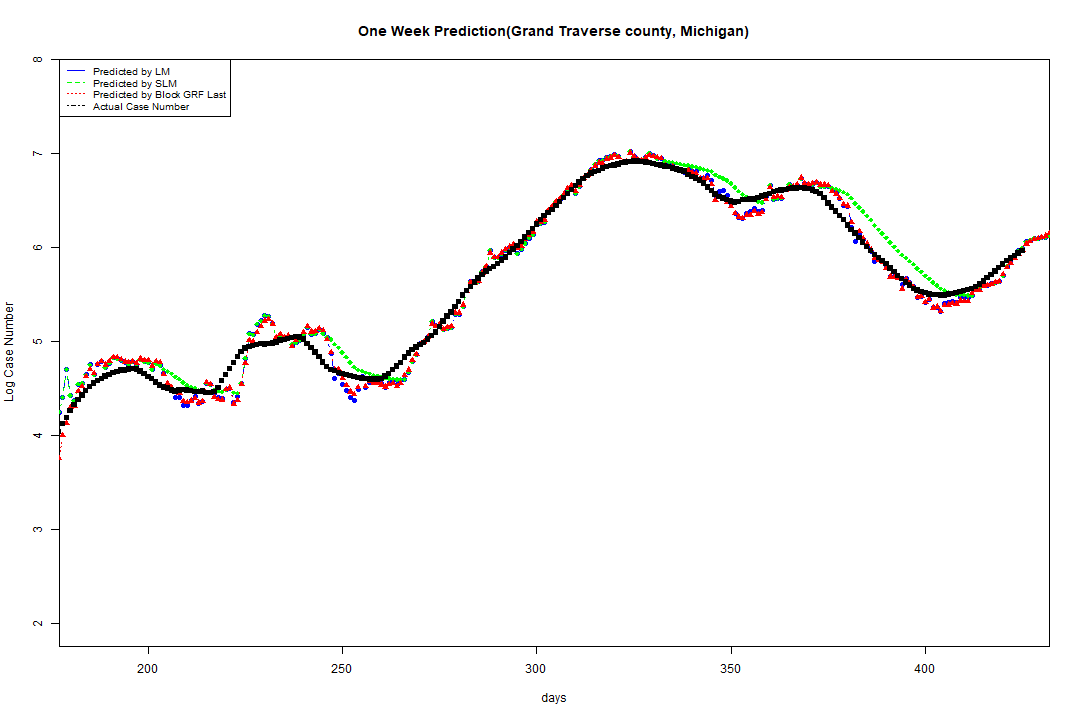 One Week Prediction(Grand Traverse county, Michigan)
Predicted by LM
Predicted by SLM
Predicted by Block GRF Last
Actual Case Number
8
7
6
5
4
3
2
Log Case Number
200 250 300 350 400
days